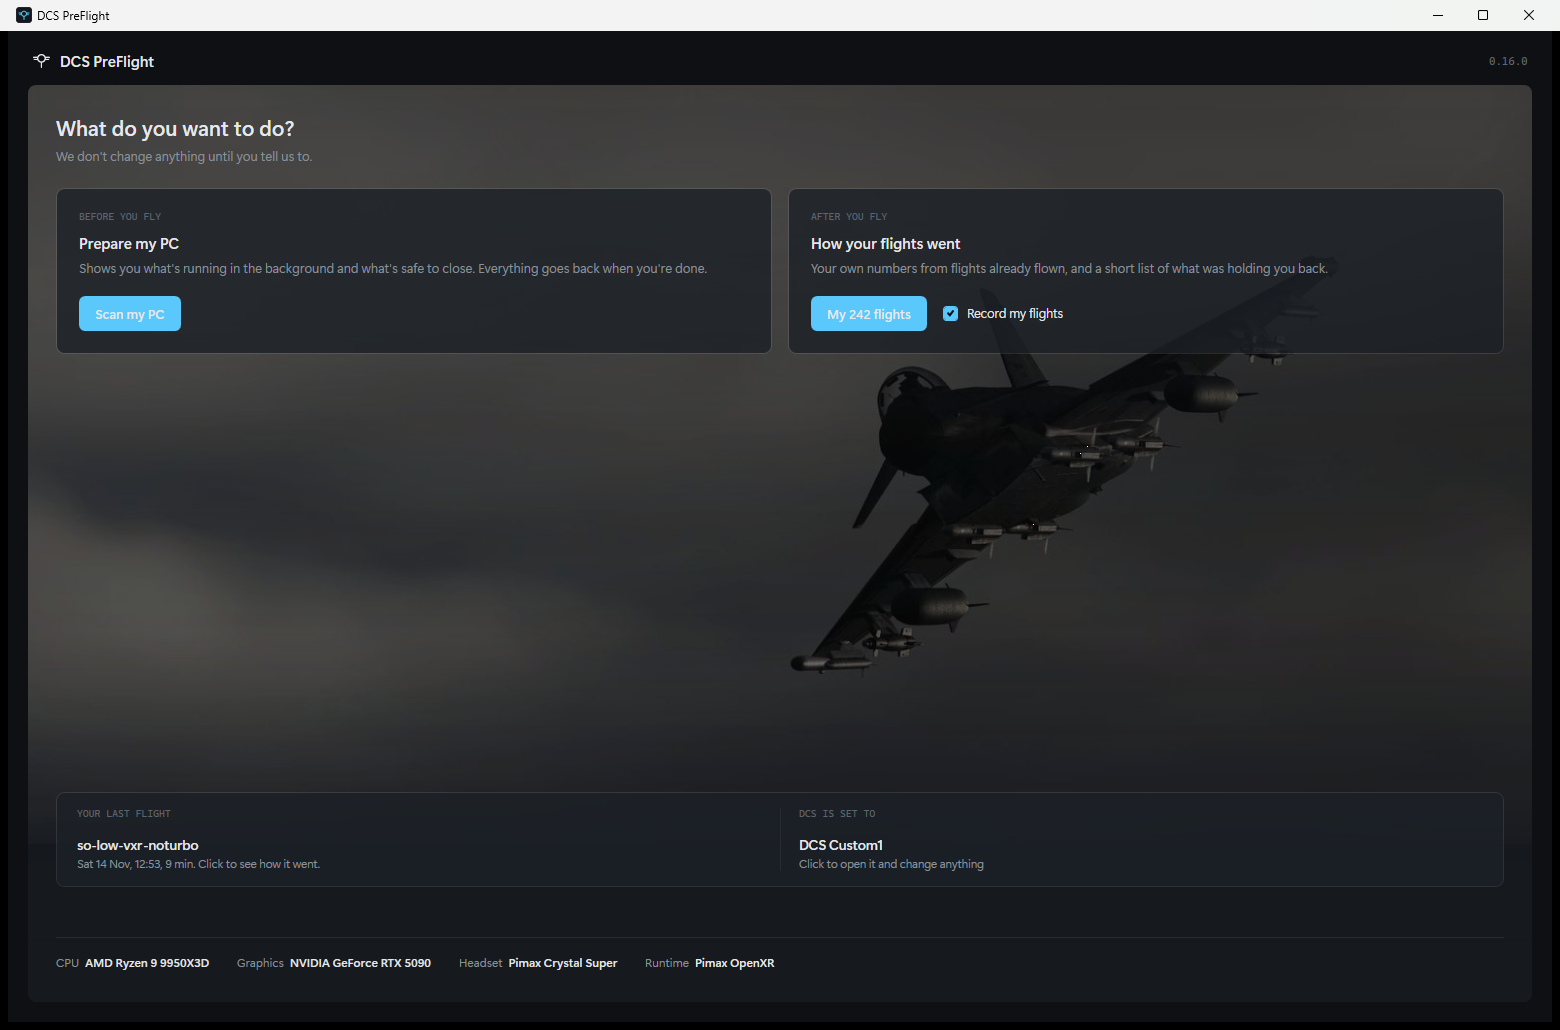 DCS PreFlight
DCS PreFlight
0.16.0
What do you want to do?
We don't change anything until you tell us to.
BEFORE YOU FLY
Prepare my PC
Shows you what's running in the background and what's safe to close. Everything goes back when you're done.
Scan my PC
AFTER YOU FLY
How your flights went
Your own numbers from flights already flown, and a short list of what was holding you back.
My 242 flights
Record my flights
YOUR LAST FLIGHT
so-low-vxr-noturbo
Sat 14 Nov, 12:53, 9 min. Click to see how it went.
DCS IS SET TO
DCS Custom1
Click to open it and change anything
CPU AMD Ryzen 9 9950X3D Graphics NVIDIA GeForce RTX 5090 Headset Pimax Crystal Super Runtime Pimax OpenXR